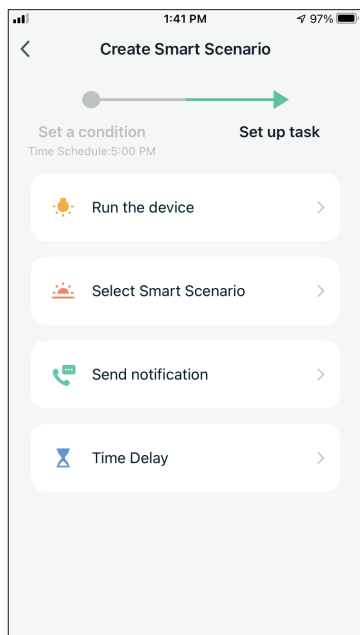 1:41 PM
97%
Create Smart Scenario
Set a condition
Set up task
Time Schedule:5:00 PM
Run the device
Select Smart Scenario
Send notification
Time Delay